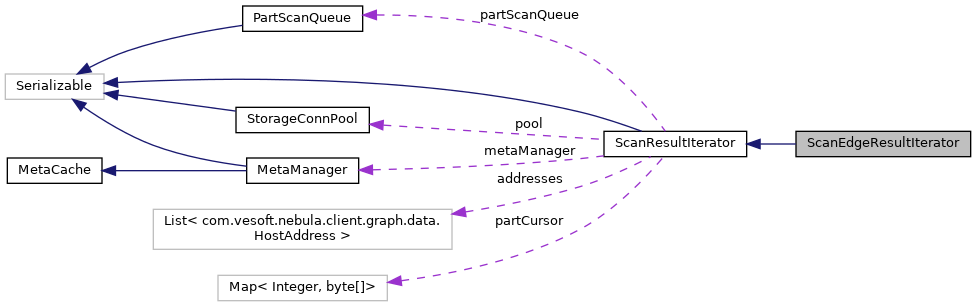 PartScanQueue
partScanQueue
Serializable
StorageConnPool
pool
ScanResultIterator
ScanEdgeResultIterator
metaManager
MetaCache
MetaManager
addresses
List< com.vesoft.nebula.client.graph.data.
HostAddress >
partCursor
Map< Integer, byte[]>